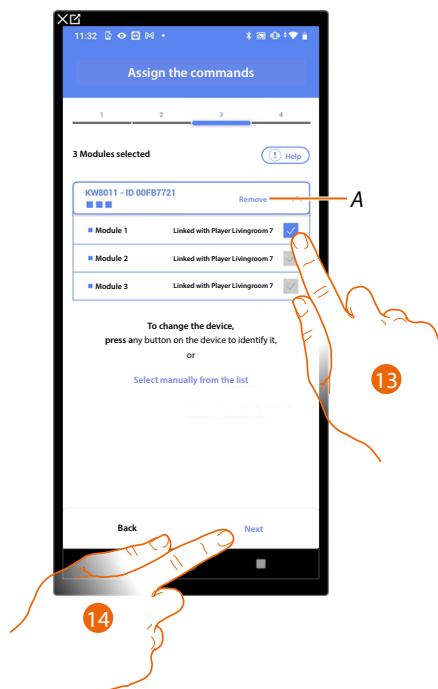 11:32
Assign the commands
1 2 3 4
3 Modules selected
Help
KW8011 - ID 00FB7721
Remove
A
Module 1 Linked with Player Livingroom 7
Module 2 Linked with Player Livingroom 7
Module 3 Linked with Player Livingroom 7
To change the device,
press any button on the device to identify it,
or
Select manually from the list
13
Back Next
14